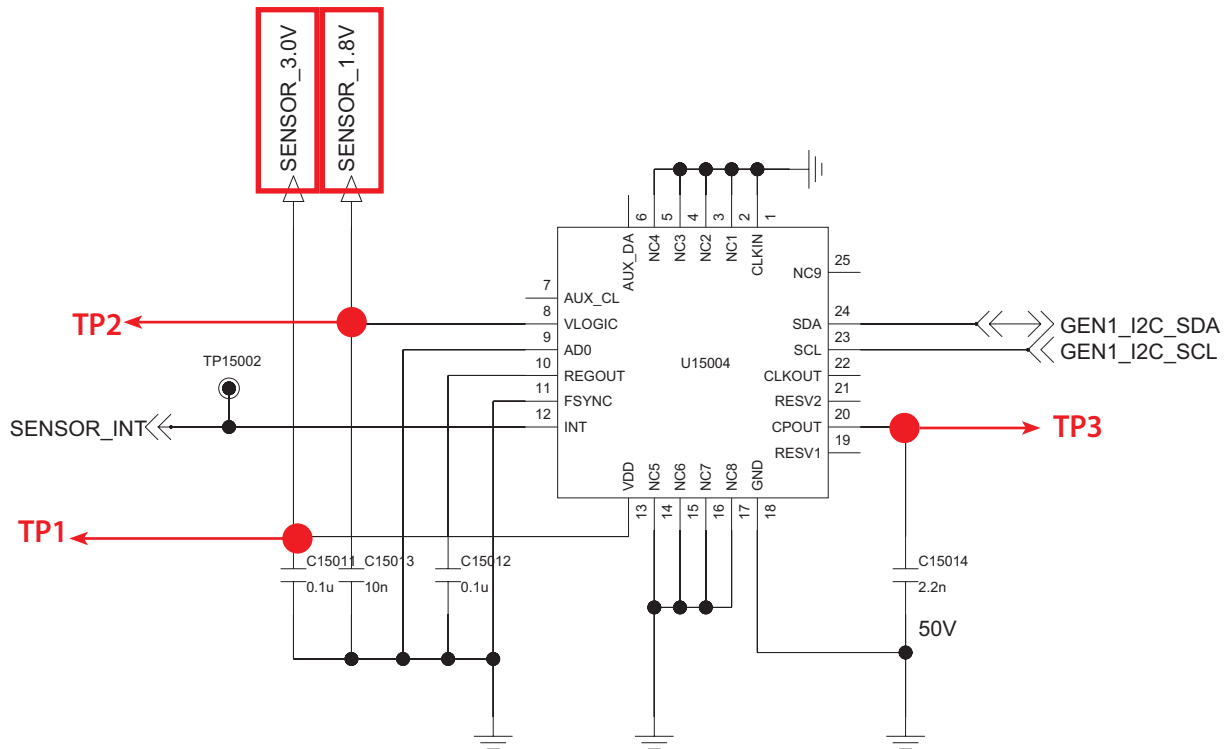 SENSOR_3.0V
SENSOR_1.8V
6 5 4 3 2 1
AUX_DA
NC4
NC3
NC2
NC1
CLKIN
7 AUX_CL
8 VLOGIC
9 AD0
10 REGOUT
11 FSYNC
12 INT
U15004
25 NC9
24 SDA
23 SCL
22 CLKOUT
21 RESV2
20 CPOUT
19 RESV1
GEN1_I2C_SDA
GEN1_I2C_SCL
TP2
TP15002
SENSOR_INT
TP3
VDD
NC5
NC6
NC7
NC8
GND
13 14 15 16 17 18
TP1
C15011
0.1u
C15013
10n
C15012
0.1u
C15014
2.2n
50V